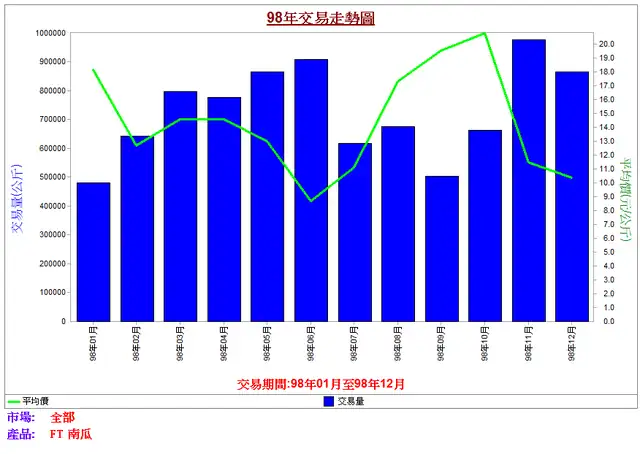 98年交易走勢圖
交易量(公斤)
1000000
900000
800000
700000
600000
500000
400000
300000
200000
100000
0
20.0
19.0
18.0
17.0
16.0
15.0
14.0
13.0
12.0
11.0
10.0
9.0
8.0
7.0
6.0
5.0
4.0
3.0
2.0
1.0
0.0
平均價(元/公斤)
98年01月
98年02月
98年03月
98年04月
98年05月
98年06月
98年07月
98年08月
98年09月
98年10月
98年11月
98年12月
交易期間:98年01月至98年12月
平均價 交易量
市場: 全部
產品: FT 南瓜